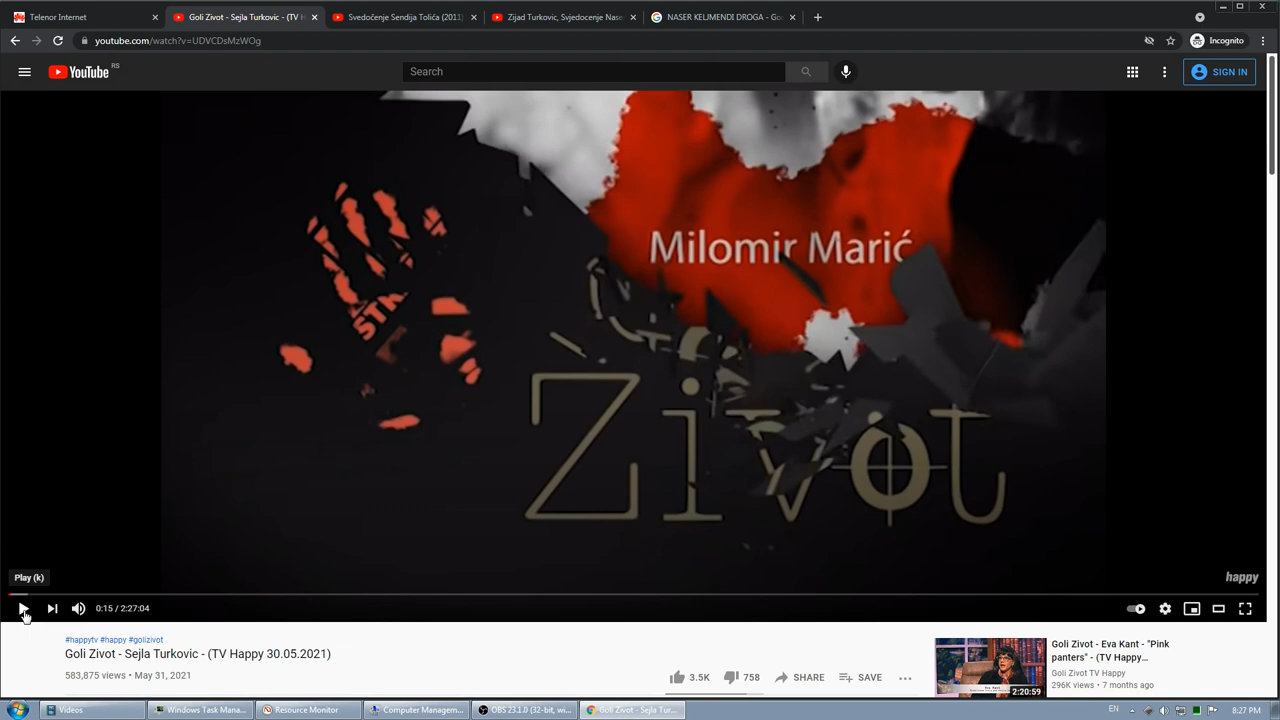 Telenor Internet
Goli Zivot - Sejla Turkovic - (TV H
Svedočenje Sendija Tolića (2011)
Zijad Turkovic, Svjedocenje Nase
NASER KELJMENDI DROGA - Go
youtube.com/watch?v=UDVCDsMzWOg
Incognito
YouTube RS
Search
SIGN IN
Milomir Marić
STR
Zivot
happy
Play (k)
0:15 / 2:27:04
#happytv #happy #golizivot
Goli Zivot - Sejla Turkovic - (TV Happy 30.05.2021)
583,875 views • May 31, 2021
3.5K
758
SHARE
SAVE
Goli Zivot - Eva Kant - "Pink
panters" - (TV Happy...
Goli Zivot TV Happy
296K views • 7 months ago
2:20:59
Videos
Windows Task Mana...
Resource Monitor
Computer Managem...
OBS 23.1.0 (32-bit, wi...
Goli Zivot - Sejla Tur...
EN
8:27 PM